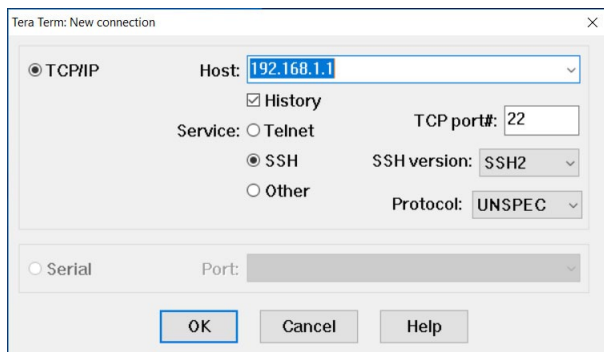 Tera Term: New connection
TCP/IP Host: 192.168.1.1
History
Service: Telnet TCP port#: 22
SSH SSH version: SSH2
Other Protocol: UNSPEC
Serial Port:
OK Cancel Help